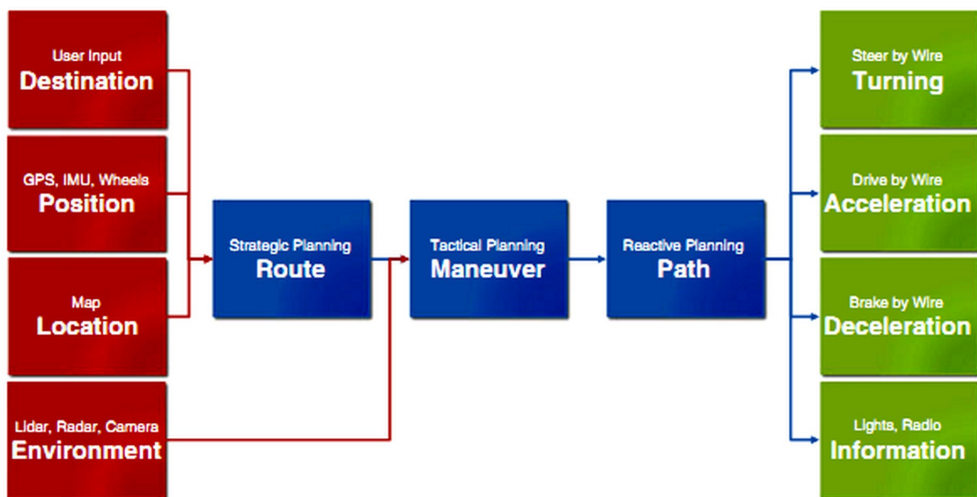 User Input
Destination
GPS, IMU, Wheels
Position
Map
Location
Lidar, Radar, Camera
Environment
Strategic Planning
Route
Tactical Planning
Maneuver
Reactive Planning
Path
Steer by Wire
Turning
Drive by Wire
Acceleration
Brake by Wire
Deceleration
Lights, Radio
Information